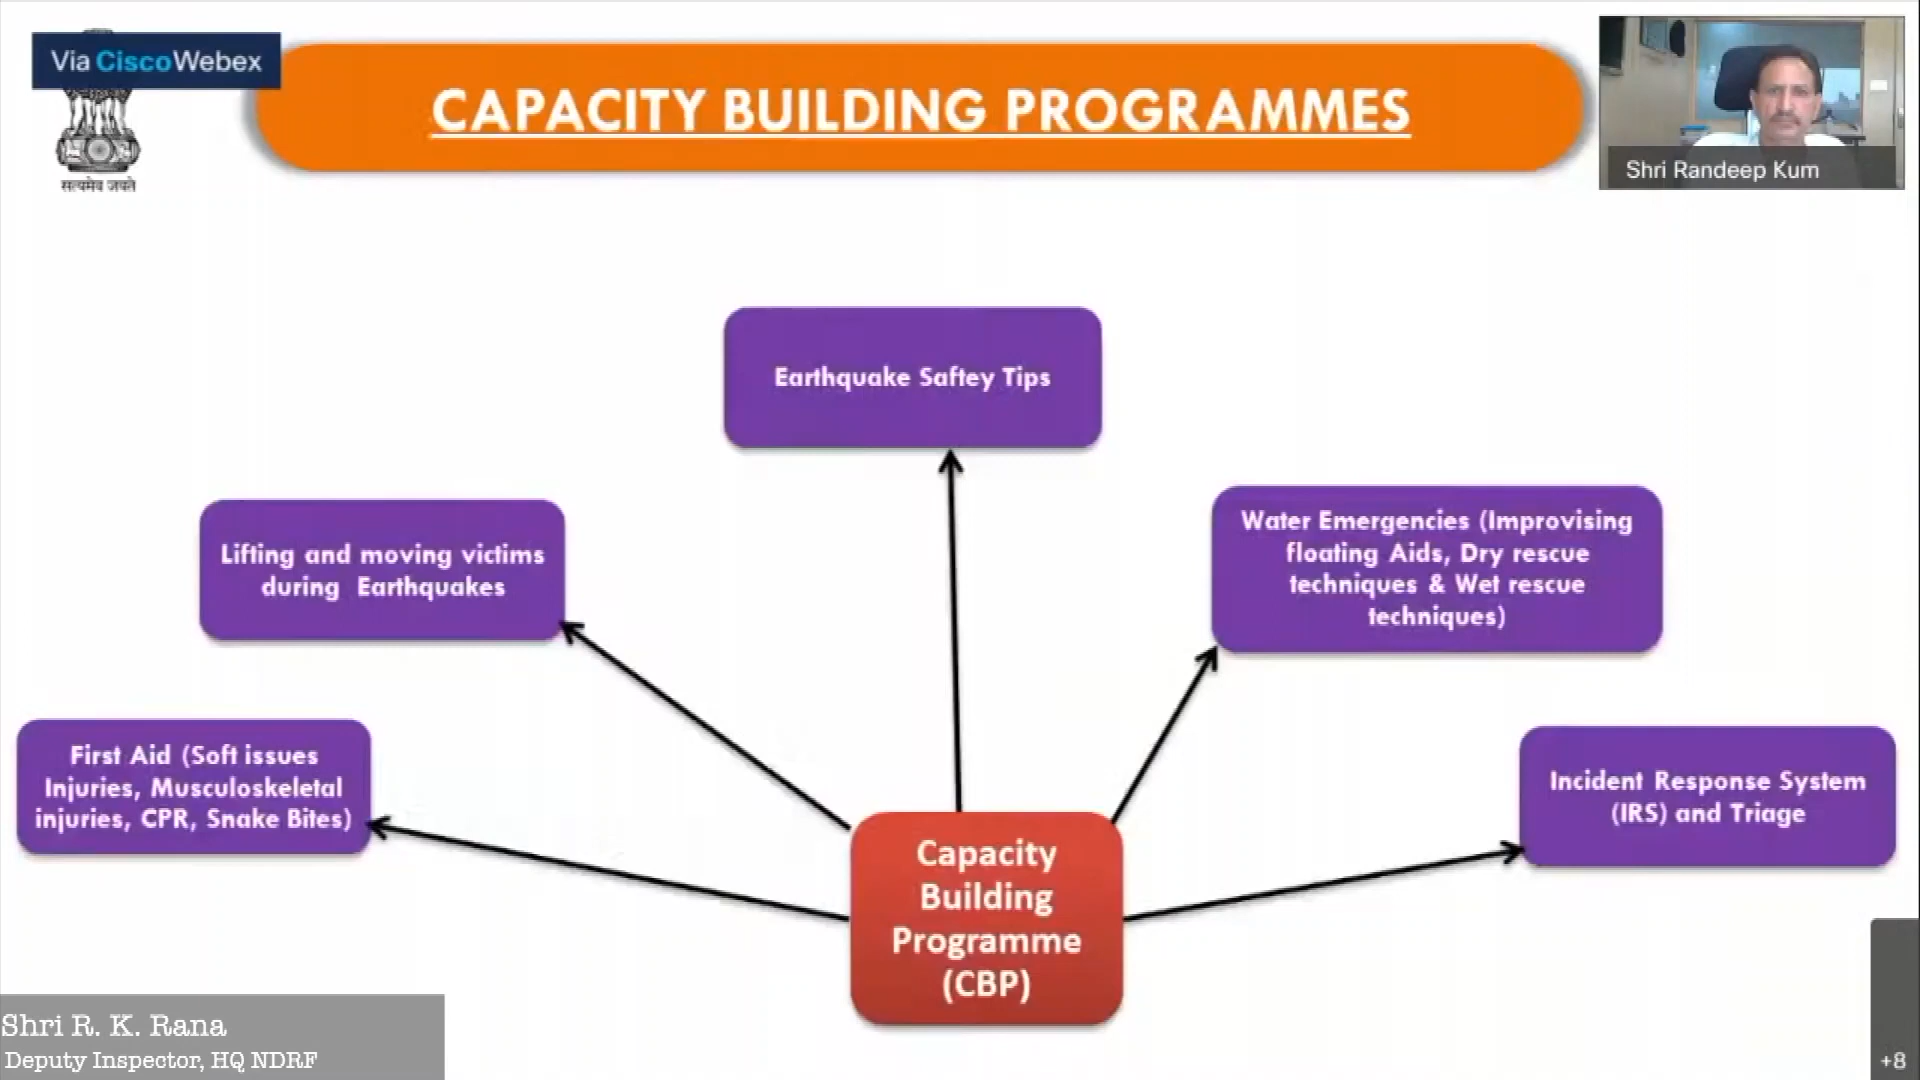 Via CiscoWebex
सत्यमेव जयते
CAPACITY BUILDING PROGRAMMES
Shri Randeep Kum
Earthquake Saftey Tips
Lifting and moving victims
during Earthquakes
Water Emergencies (Improvising
floating Aids, Dry rescue
techniques & Wet rescue
techniques)
First Aid (Soft issues
Injuries, Musculoskeletal
injuries, CPR, Snake Bites)
Incident Response System
(IRS) and Triage
Capacity
Building
Programme
(CBP)
Shri R. K. Rana
Deputy Inspector, HQ NDRF
+8